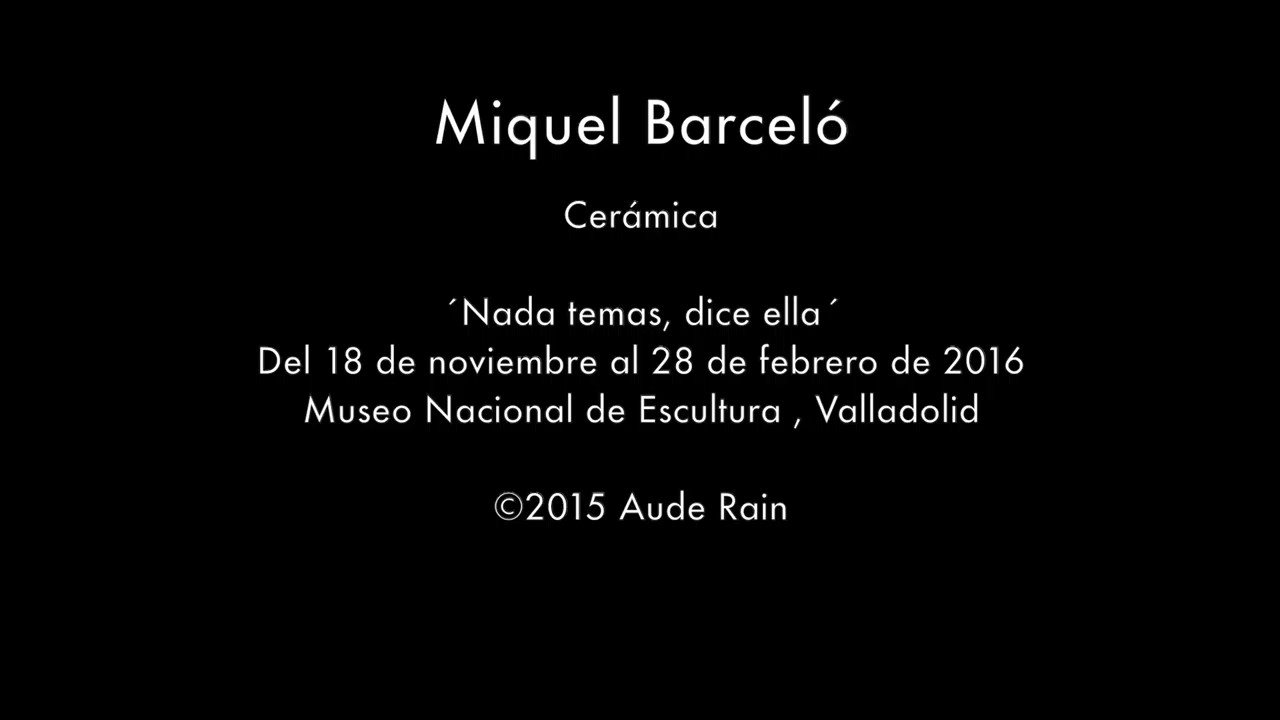 Miquel Barceló
Cerámica
´Nada temas, dice ella´
Del 18 de noviembre al 28 de febrero de 2016
Museo Nacional de Escultura , Valladolid
©2015 Aude Rain